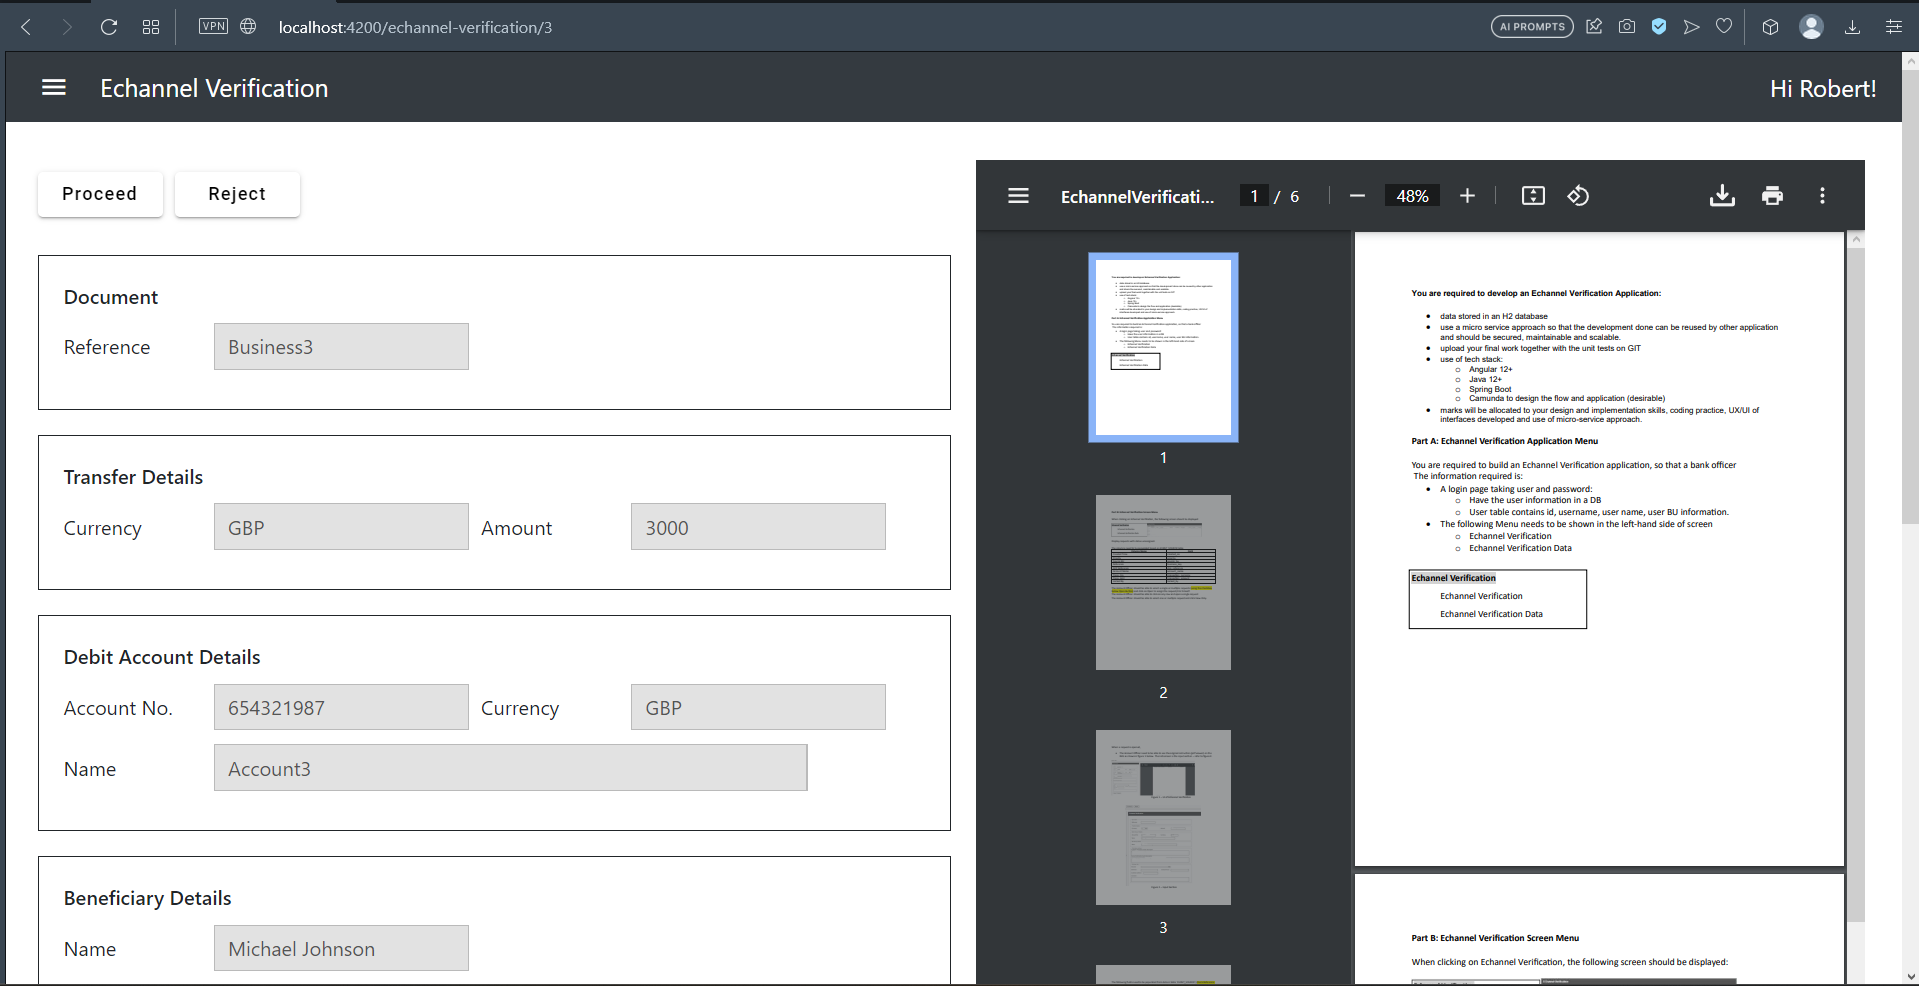 VPN
localhost:4200/echannel-verification/3
AI PROMPTS
Echannel Verification
Hi Robert!
Proceed
Reject
Document
Reference
Business3
Transfer Details
Currency
GBP
Amount
3000
Debit Account Details
Account No.
654321987
Currency
GBP
Name
Account3
Beneficiary Details
Name
Michael Johnson
EchannelVerificati...
1 / 6
48%
1
2
3
You are required to develop an Echannel Verification Application:
• data stored in an H2 database
• use a micro service approach so that the development done can be reused by other application
and should be secured, maintainable and scalable.
• upload your final work together with the unit tests on GIT
• use of tech stack:
o Angular 12+
o Java 12+
o Spring Boot
o Camunda to design the flow and application (desirable)
• marks will be allocated to your design and implementation skills, coding practice, UX/UI of
interfaces developed and use of micro-service approach.
Part A: Echannel Verification Application Menu
You are required to build an Echannel Verification application, so that a bank officer
The information required is:
• A login page taking user and password:
o Have the user information in a DB
o User table contains id, username, user name, user BU information.
• The following Menu needs to be shown in the left-hand side of screen
o Echannel Verification
o Echannel Verification Data
Echannel Verification
Echannel Verification
Echannel Verification Data
Part B: Echannel Verification Screen Menu
When clicking on Echannel Verification, the following screen should be displayed: